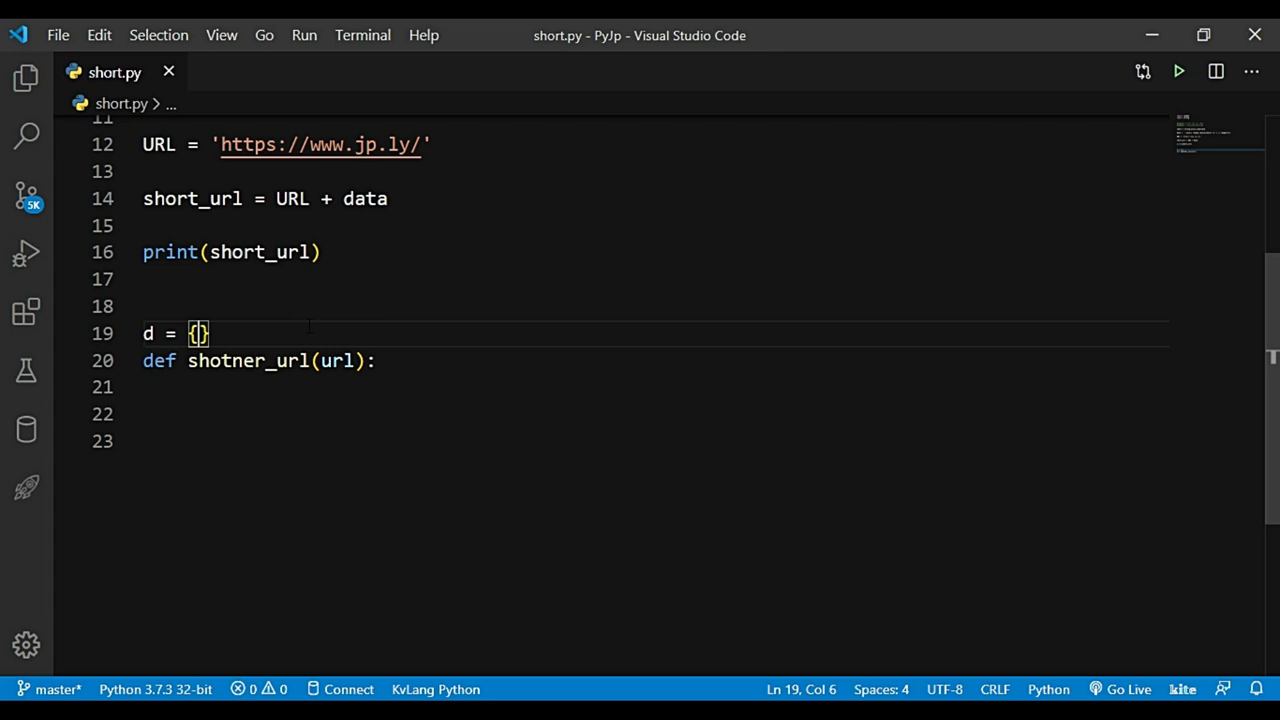 File Edit Selection View Go Run Terminal Help short.py - PyJp - Visual Studio Code
short.py
short.py > ...
11
12 URL = 'https://www.jp.ly/'
13
14 short_url = URL + data
15
16 print(short_url)
17
18
19 d = {}
20 def shotner_url(url):
21
22
23
5K
master* Python 3.7.3 32-bit 0 0 Connect KvLang Python Ln 19, Col 6 Spaces: 4 UTF-8 CRLF Python Go Live kite